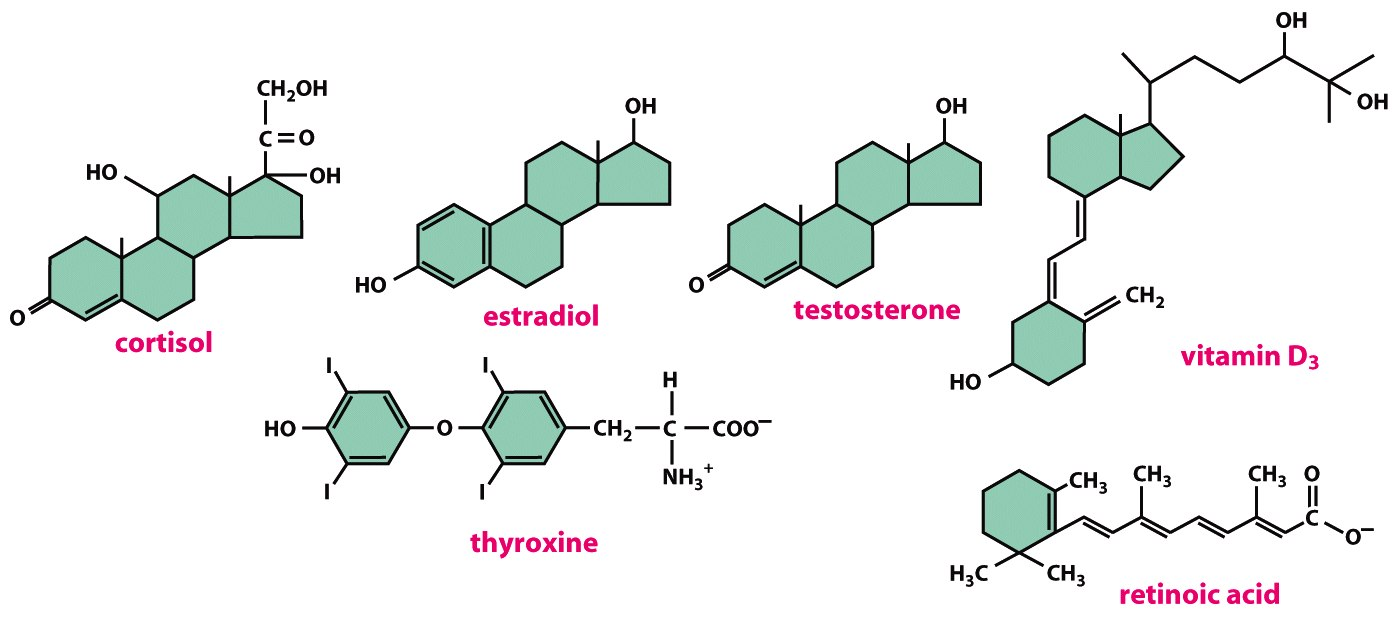 CH₂OH
C=O
HO
OH
O
cortisol
OH
HO
estradiol
OH
O
testosterone
OH
OH
CH₂
HO
vitamin D₃
I
I
H
HO
O
CH₂
C
COO⁻
I
I
NH₃⁺
thyroxine
CH₃
CH₃
CH₃
O
C
O⁻
H₃C
CH₃
retinoic acid